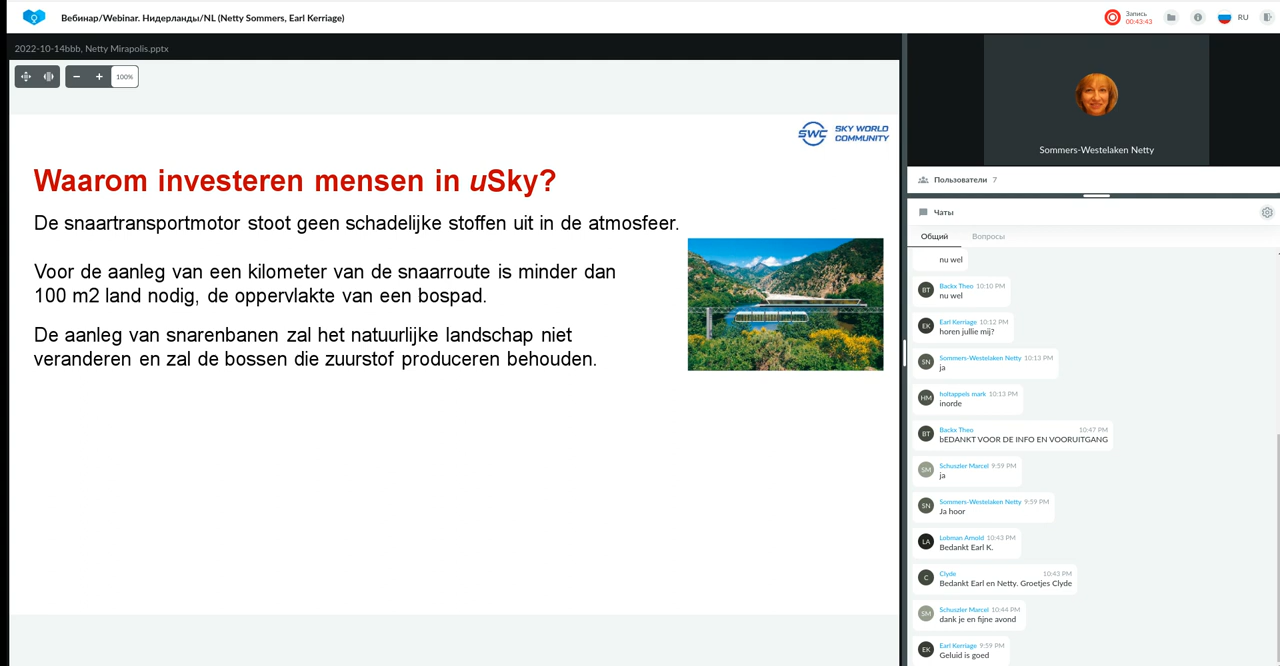 Вебинар/Webinar. Нидерланды/NL (Netty Sommers, Earl Kerriage)
Запись
00:43:43
RU
2022-10-14bbb, Netty Mirapolis.pptx
100%
SWC SKY WORLD
COMMUNITY
Waarom investeren mensen in uSky?
De snaartransportmotor stoot geen schadelijke stoffen uit in de atmosfeer.
Voor de aanleg van een kilometer van de snaarroute is minder dan
100 m2 land nodig, de oppervlakte van een bospad.
De aanleg van snarenbanen zal het natuurlijke landschap niet
veranderen en zal de bossen die zuurstof produceren behouden.
Sommers-Westelaken Netty
Пользователи 7
Чаты
Общий Вопросы
nu wel
BT Backx Theo 10:10 PM
nu wel
EK Earl Kerriage 10:12 PM
horen jullie mij?
SN Sommers-Westelaken Netty 10:13 PM
ja
HM holtappels mark 10:13 PM
inorde
BT Backx Theo 10:47 PM
bEDANKT VOOR DE INFO EN VOORUITGANG
SM Schuszler Marcel 9:59 PM
ja
SN Sommers-Westelaken Netty 9:59 PM
Ja hoor
LA Lobman Arnold 10:43 PM
Bedankt Earl K.
C Clyde 10:43 PM
Bedankt Earl en Netty. Groetjes Clyde
SM Schuszler Marcel 10:44 PM
dank je en fijne avond
EK Earl Kerriage 9:59 PM
Geluid is goed